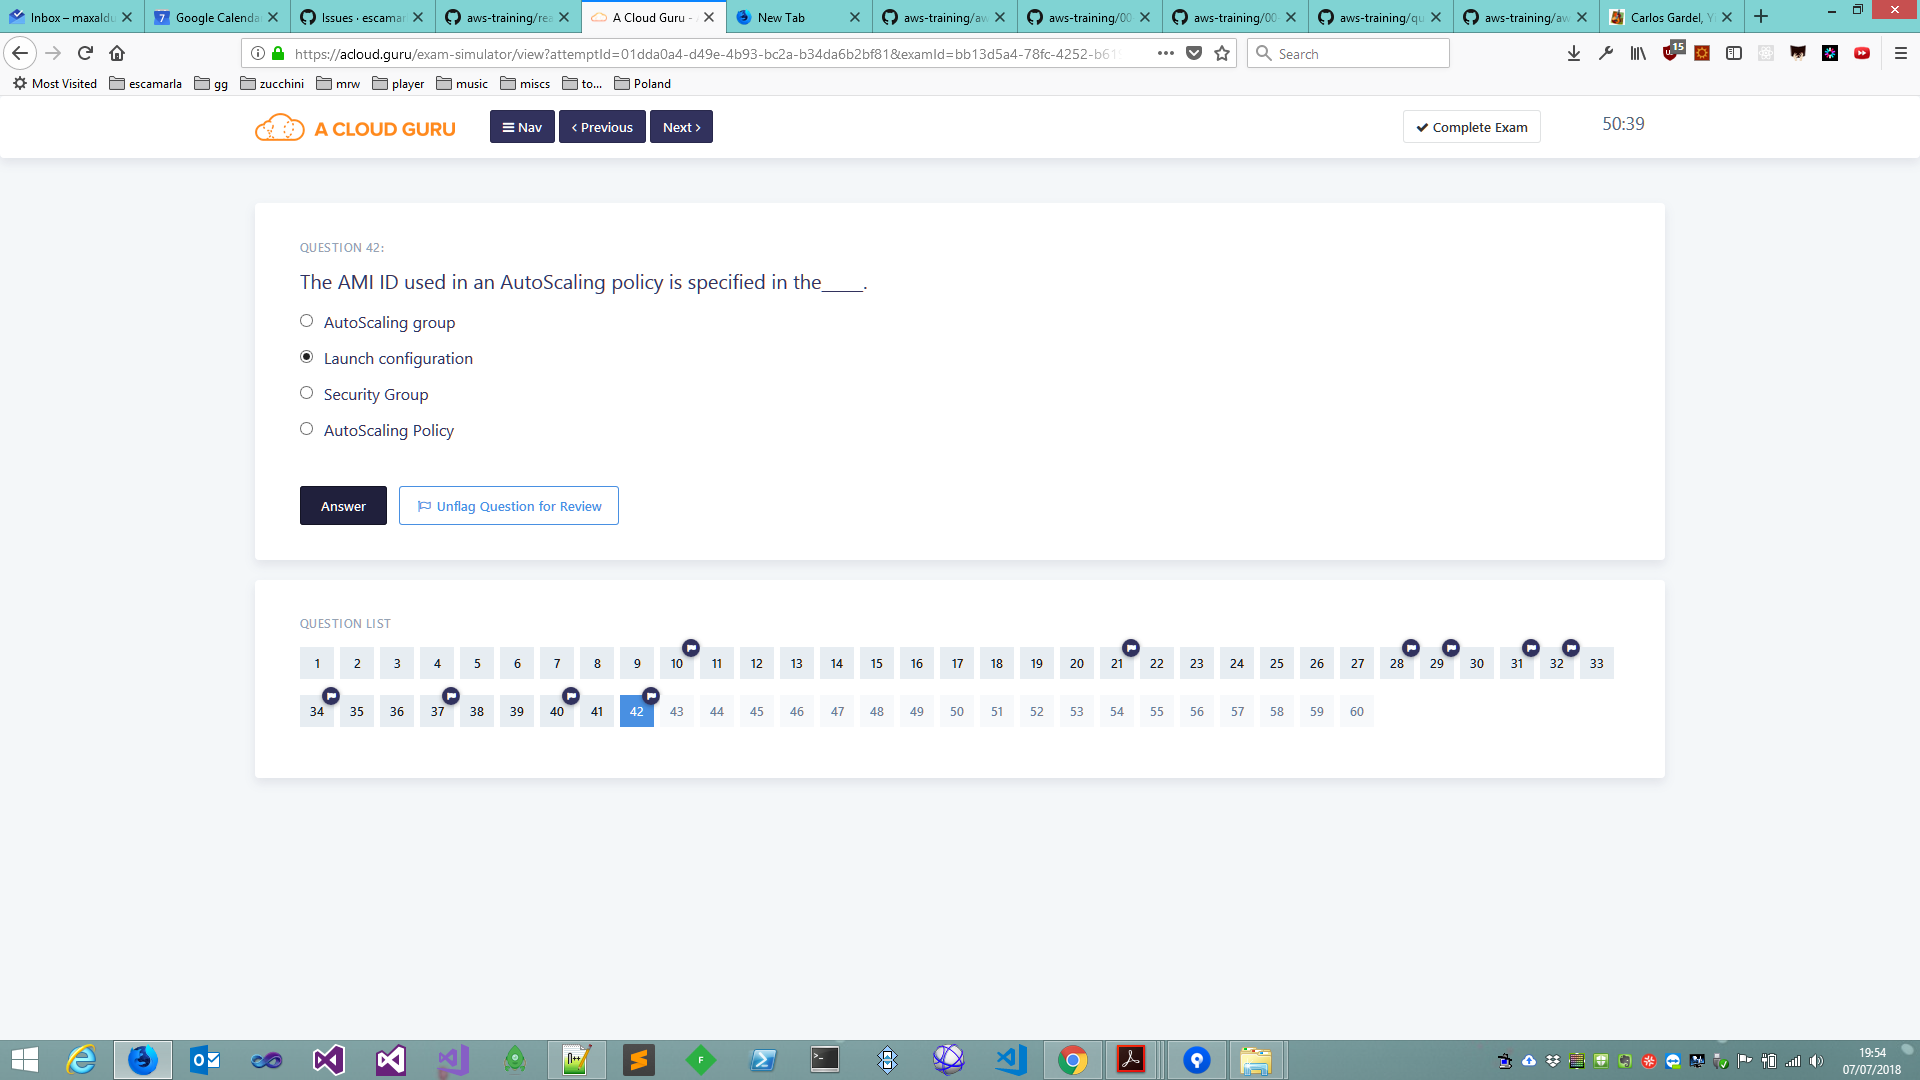 Inbox – maxaldu
Google Calenda
Issues · escamar
aws-training/rea
A Cloud Guru -
New Tab
aws-training/aw
aws-training/00
aws-training/00
aws-training/qu
aws-training/aw
Carlos Gardel, Y
https://acloud.guru/exam-simulator/view?attemptId=01dda0a4-d49e-4b93-bc2a-b34da6b2bf81&examId=bb13d5a4-78fc-4252-b61
Search
15
Most Visited
escamarla
gg
zucchini
mrw
player
music
miscs
to...
Poland
A CLOUD GURU
Nav
Previous
Next
Complete Exam
50:39
QUESTION 42:
The AMI ID used in an AutoScaling policy is specified in the_____.
AutoScaling group
Launch configuration
Security Group
AutoScaling Policy
Answer
Unflag Question for Review
QUESTION LIST
1 2 3 4 5 6 7 8 9 10 11 12 13 14 15 16 17 18 19 20 21 22 23 24 25 26 27 28 29 30 31 32 33
34 35 36 37 38 39 40 41 42 43 44 45 46 47 48 49 50 51 52 53 54 55 56 57 58 59 60
19:54
07/07/2018